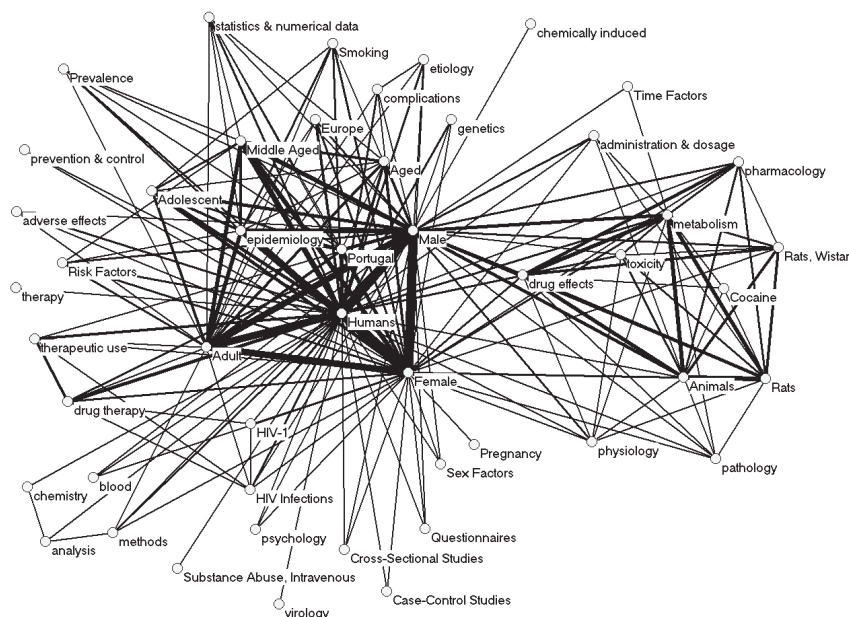 statistics & numerical data
chemically induced
Smoking
etiology
Prevalence
complications
Time Factors
Europe
genetics
administration & dosage
Middle Aged
prevention & control
Aged
pharmacology
Adolescent
adverse effects
metabolism
epidemiology
Male
Rats, Wistar
Portugal
toxicity
Risk Factors
drug effects
therapy
Cocaine
Humans
therapeutic use
Adult
Female
Animals
Rats
drug therapy
HIV-1
Pregnancy
physiology
Sex Factors
pathology
blood
chemistry
HIV Infections
psychology
Questionnaires
methods
analysis
Cross-Sectional Studies
Substance Abuse, Intravenous
Case-Control Studies
virology